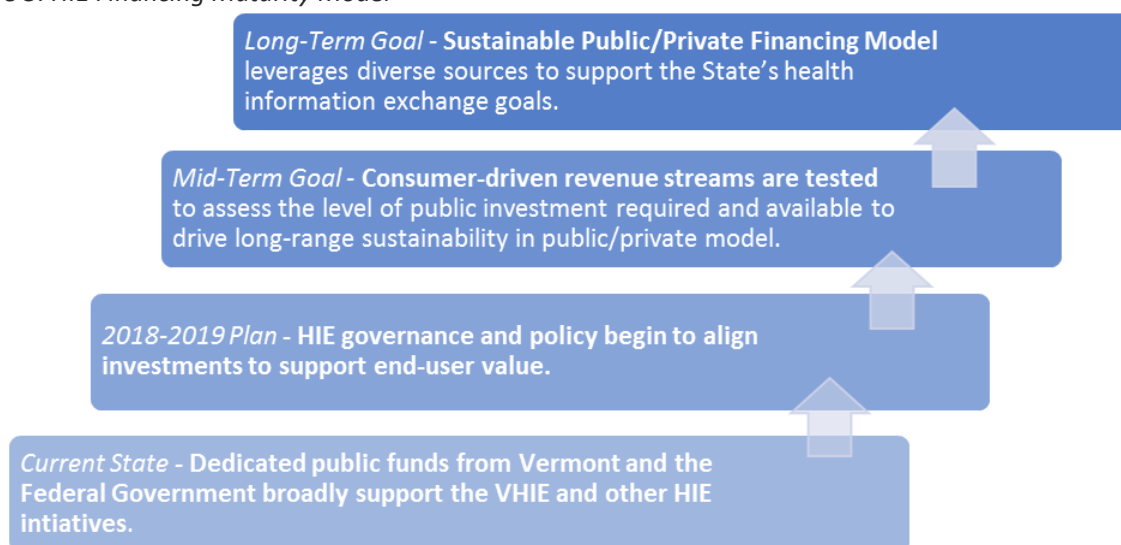 HIE Financing Maturity Model
Long-Term Goal - Sustainable Public/Private Financing Model
leverages diverse sources to support the State's health
information exchange goals.
Mid-Term Goal - Consumer-driven revenue streams are tested
to assess the level of public investment required and available to
drive long-range sustainability in public/private model.
2018-2019 Plan - HIE governance and policy begin to align
investments to support end-user value.
Current State - Dedicated public funds from Vermont and the
Federal Government broadly support the VHIE and other HIE
intiatives.